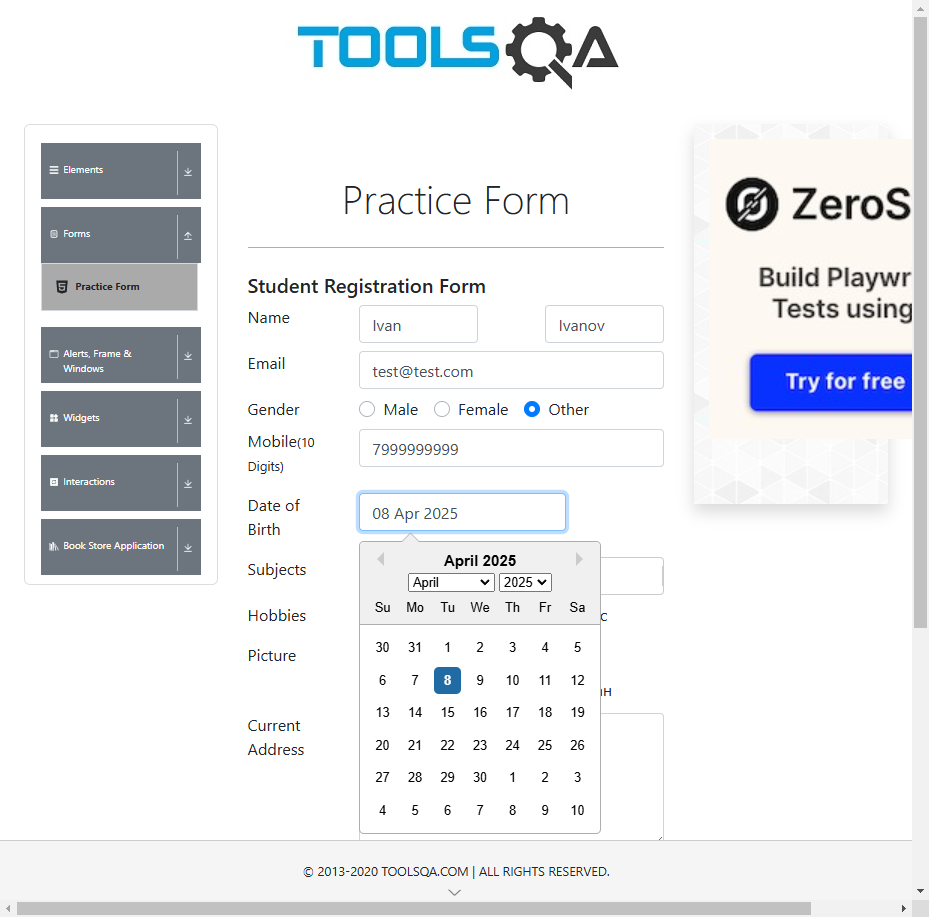 TOOLSQA
Elements
Forms
Practice Form
Alerts, Frame &
Windows
Widgets
Interactions
Book Store Application
Practice Form
Student Registration Form
Name
Ivan
Ivanov
Email
test@test.com
Gender
Male
Female
Other
Mobile(10
Digits)
7999999999
Date of
Birth
08 Apr 2025
April 2025
April
2025
Su Mo Tu We Th Fr Sa
30 31 1 2 3 4 5
6 7 8 9 10 11 12
13 14 15 16 17 18 19
20 21 22 23 24 25 26
27 28 29 30 1 2 3
4 5 6 7 8 9 10
Subjects
Hobbies
Picture
Current
Address
ZeroS
Build Playwr
Tests using
Try for free
© 2013-2020 TOOLSQA.COM | ALL RIGHTS RESERVED.